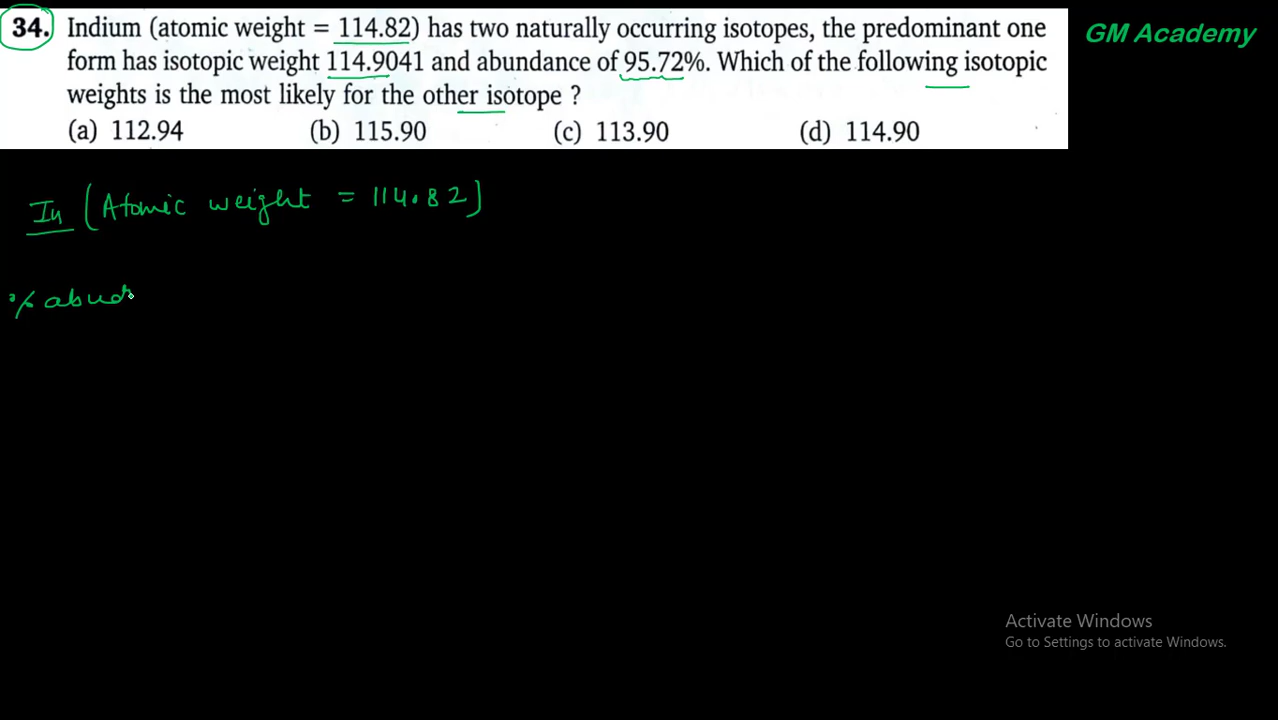 34. Indium (atomic weight = 114.82) has two naturally occurring isotopes, the predominant one
GM Academy
form has isotopic weight 114.9041 and abundance of 95.72%. Which of the following isotopic
weights is the most likely for the other isotope ?
(a) 112.94 (b) 115.90 (c) 113.90 (d) 114.90
In (Atomic weight = 114.82)
% abud
Activate Windows
Go to Settings to activate Windows.